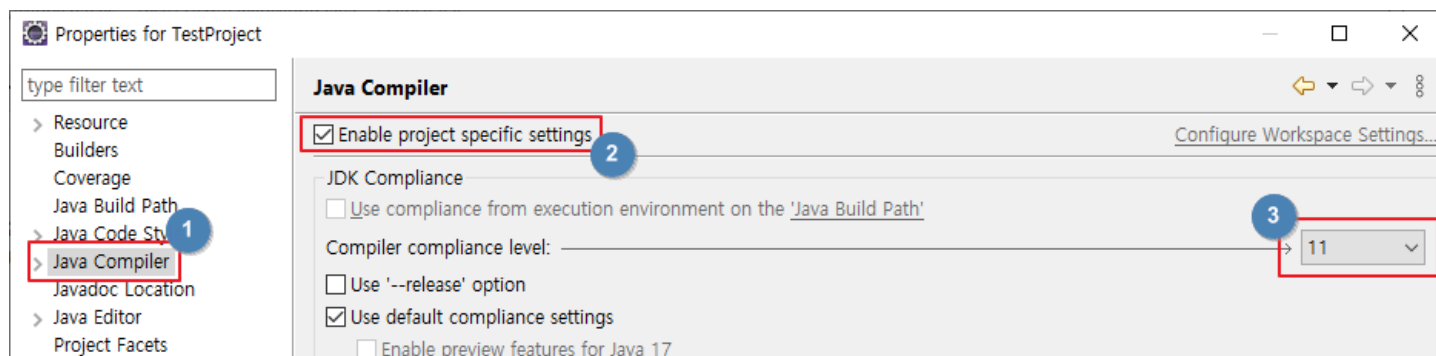 Properties for TestProject
type filter text
Resource
Builders
Coverage
Java Build Path
Java Code Sty
1
Java Compiler
Javadoc Location
Java Editor
Project Facets
Java Compiler
Enable project specific settings
2
Configure Workspace Settings...
JDK Compliance
Use compliance from execution environment on the 'Java Build Path'
3
Compiler compliance level:
11
Use '--release' option
Use default compliance settings
Enable preview features for Java 17